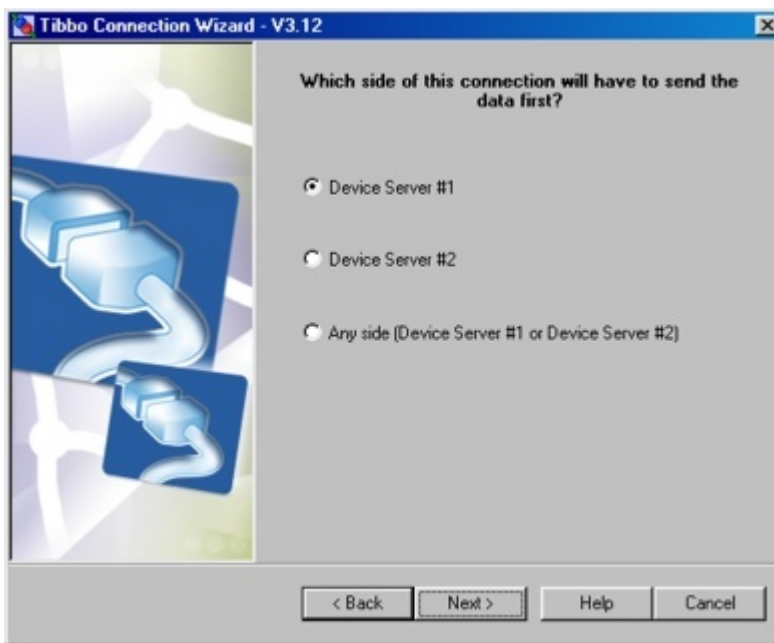 Tibbo Connection Wizard - V3.12
Which side of this connection will have to send the
data first?
Device Server #1
Device Server #2
Any side (Device Server #1 or Device Server #2)
< Back
Next >
Help
Cancel